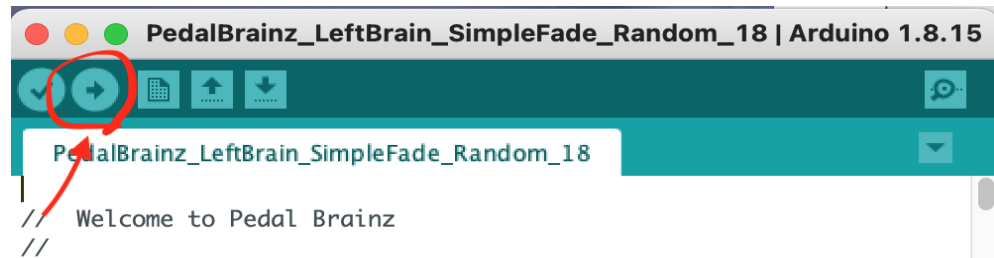 PedalBrainz_LeftBrain_SimpleFade_Random_18 | Arduino 1.8.15
PedalBrainz_LeftBrain_SimpleFade_Random_18
//  Welcome to Pedal Brainz
//